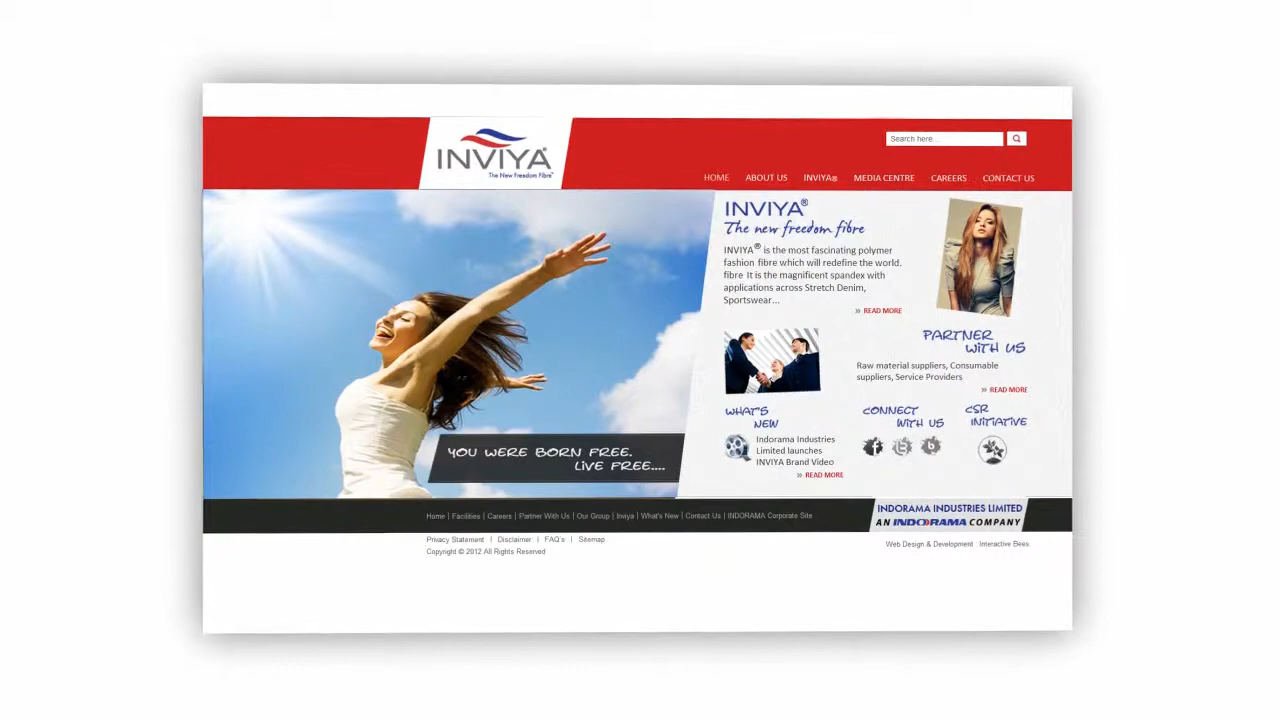 INVIYA®
The New Freedom Fibre™
Search here...
HOME ABOUT US INVIYA® MEDIA CENTRE CAREERS CONTACT US
INVIYA®
The new freedom fibre
INVIYA® is the most fascinating polymer
fashion fibre which will redefine the world.
fibre It is the magnificent spandex with
applications across Stretch Denim,
Sportswear...
» READ MORE
PARTNER
WITH US
Raw material suppliers, Consumable
suppliers, Service Providers
» READ MORE
WHAT'S
NEW
Indorama Industries
Limited launches
INVIYA Brand Video
» READ MORE
CONNECT
WITH US
CSR
INITIATIVE
YOU WERE BORN FREE.
LIVE FREE....
Home | Facilities | Careers | Partner With Us | Our Group | Inviya | What's New | Contact Us | INDORAMA Corporate Site
INDORAMA INDUSTRIES LIMITED
AN INDORAMA COMPANY
Privacy Statement | Disclaimer | FAQ's | Sitemap
Copyright © 2012 All Rights Reserved
Web Design & Development : Interactive Bees